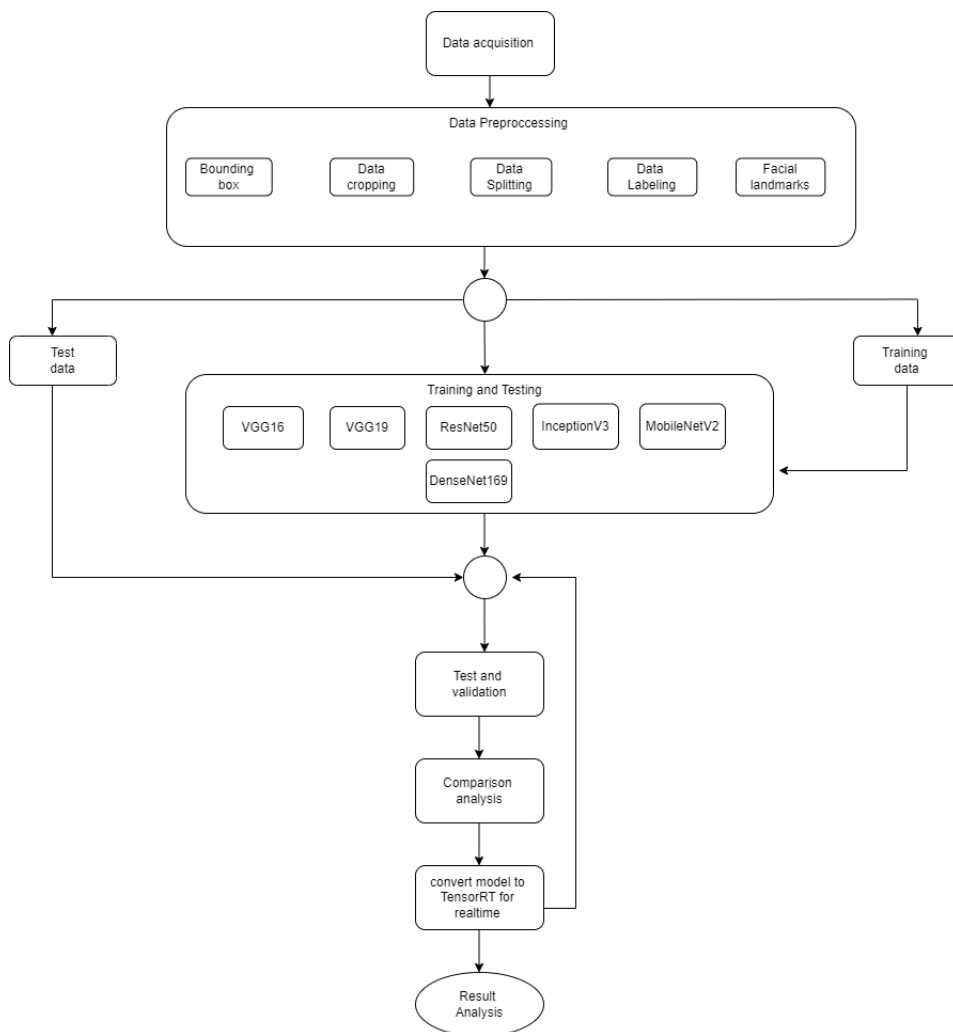 Data acquisition
Data Preproccessing
Bounding
box
Data
cropping
Data
Splitting
Data
Labeling
Facial
landmarks
Test
data
Training
data
Training and Testing
VGG16
VGG19
ResNet50
InceptionV3
MobileNetV2
DenseNet169
Test and
validation
Comparison
analysis
convert model to
TensorRT for
realtime
Result
Analysis